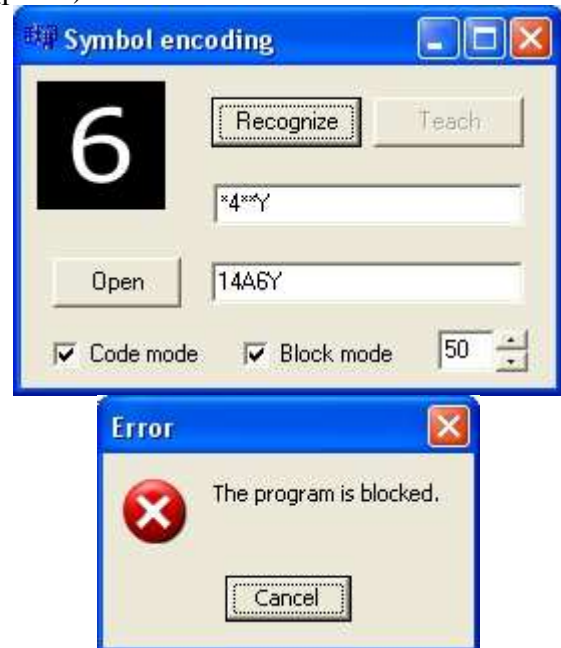 Symbol encoding
6
Recognize Teach
*4**Y
Open 14A6Y
Code mode Block mode 50
Error
The program is blocked.
Cancel